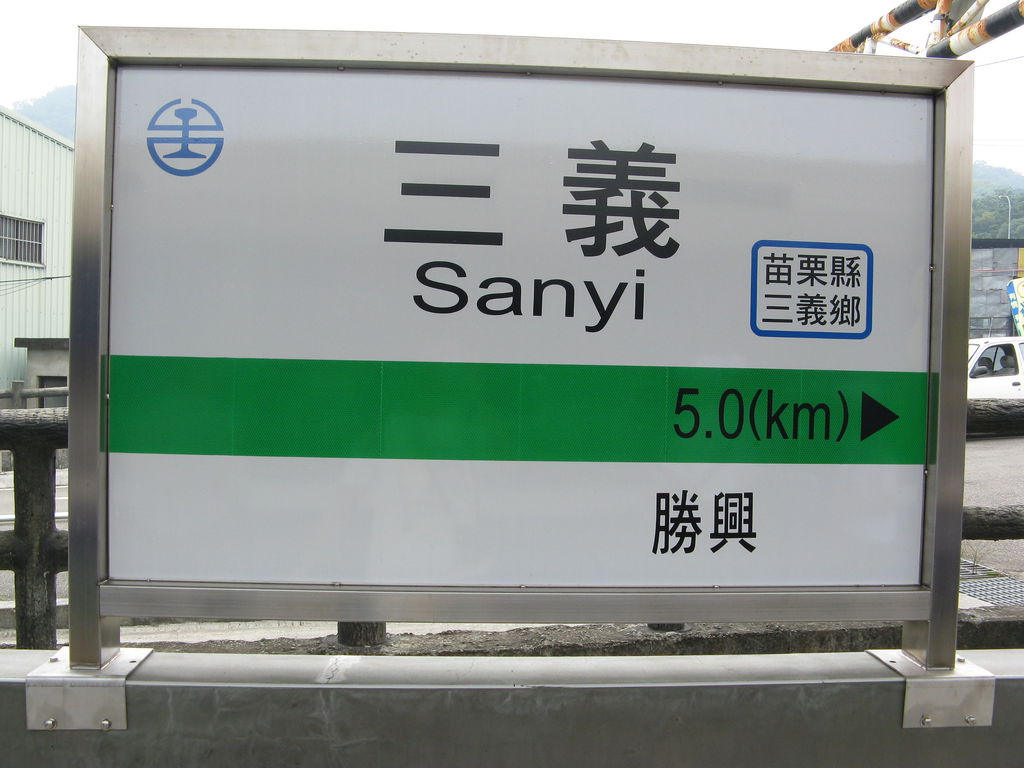 三義
Sanyi
苗栗縣
三義鄉
5.0(km)
勝興